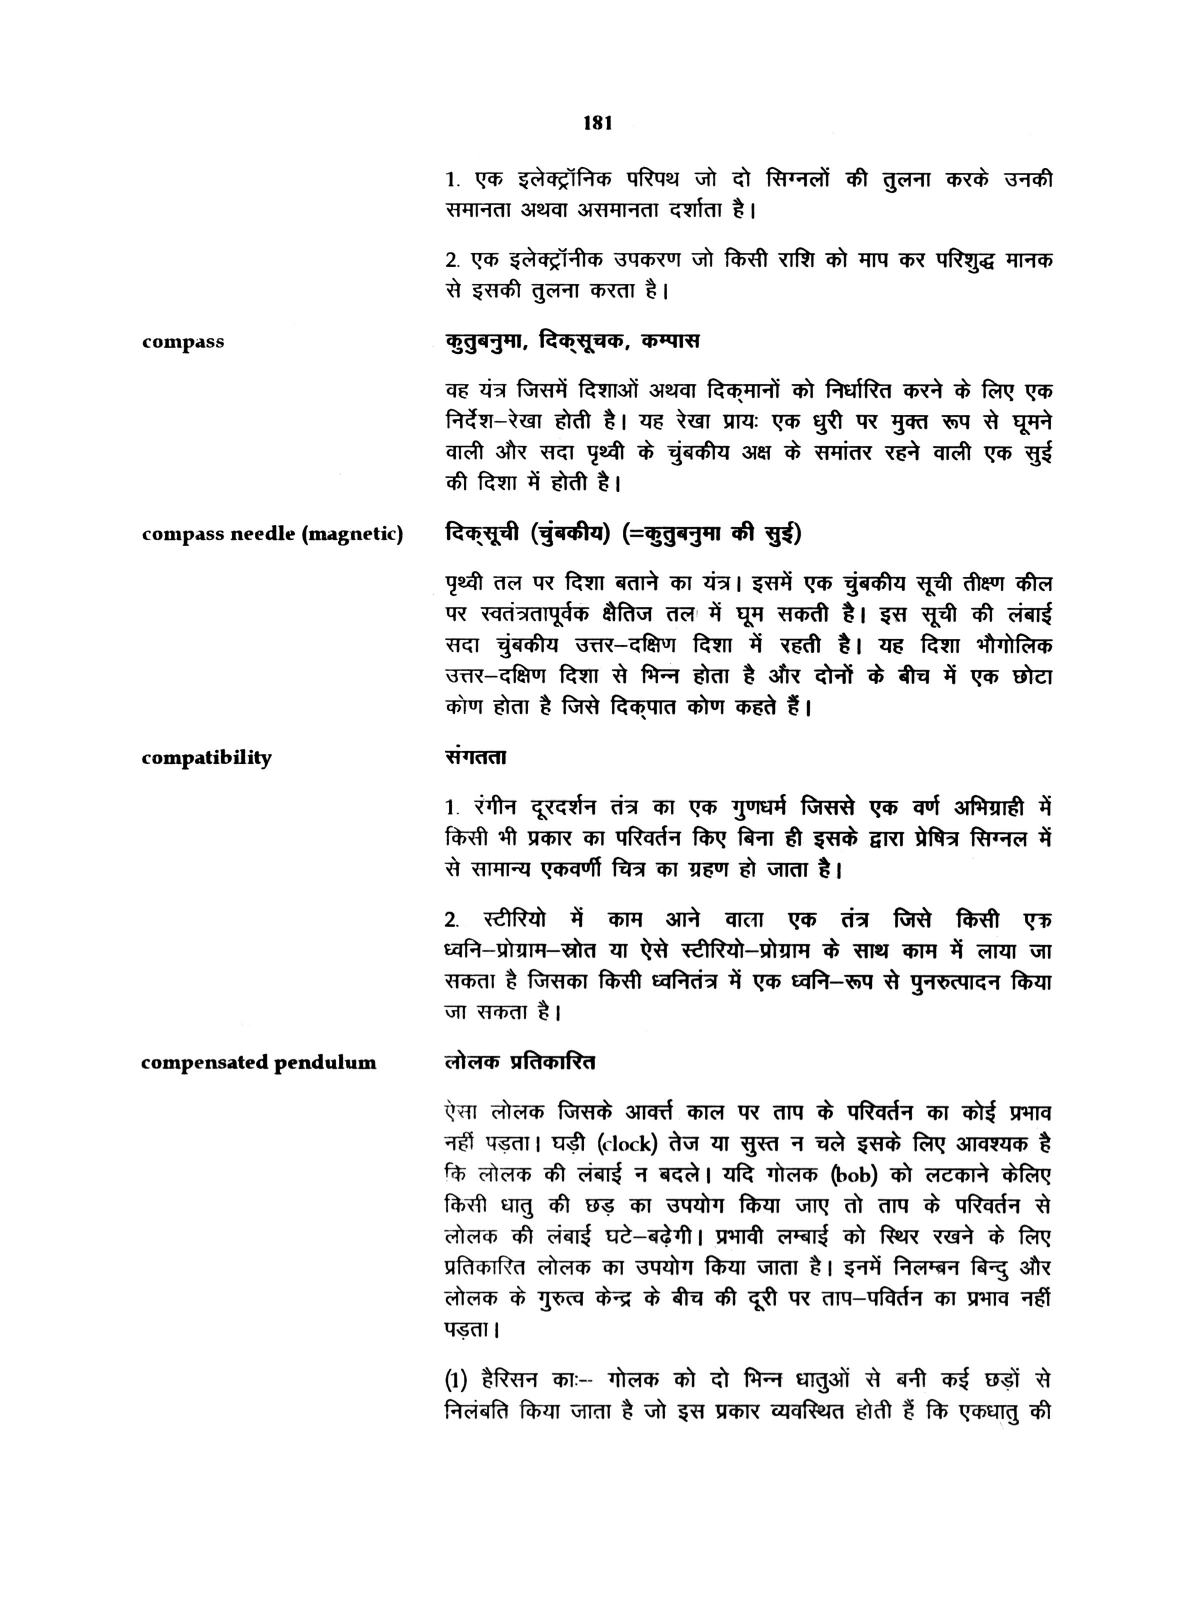 181
1. एक इलेक्ट्रॉनिक परिपथ जो दो सिग्नलों की तुलना करके उनकी
समानता अथवा असमानता दर्शाता है।
2. एक इलेक्ट्रॉनीक उपकरण जो किसी राशि को माप कर परिशुद्ध मानक
से इसकी तुलना करता है।
compass कुतुबनुमा, दिक्‌सूचक, कम्पास
वह यंत्र जिसमें दिशाओं अथवा दिक्‌मानों को निर्धारित करने के लिए एक
निर्देश–रेखा होती है। यह रेखा प्रायः एक धुरी पर मुक्त रूप से घूमने
वाली और सदा पृथ्वी के चुंबकीय अक्ष के समांतर रहने वाली एक सुई
की दिशा में होती है।
compass needle (magnetic) दिक्‌सूची (चुंबकीय) (=कुतुबनुमा की सुई)
पृथ्वी तल पर दिशा बताने का यंत्र। इसमें एक चुंबकीय सूची तीक्ष्ण कील
पर स्वतंत्रतापूर्वक क्षैतिज तल में घूम सकती है। इस सूची की लंबाई
सदा चुंबकीय उत्तर–दक्षिण दिशा में रहती है। यह दिशा भौगोलिक
उत्तर–दक्षिण दिशा से भिन्न होता है और दोनों के बीच में एक छोटा
कोण होता है जिसे दिक्‌पात कोण कहते हैं।
compatibility संगतता
1. रंगीन दूरदर्शन तंत्र का एक गुणधर्म जिससे एक वर्ण अभिग्राही में
किसी भी प्रकार का परिवर्तन किए बिना ही इसके द्वारा प्रेषित्र सिग्नल में
से सामान्य एकवर्णी चित्र का ग्रहण हो जाता है।
2. स्टीरियो में काम आने वाला एक तंत्र जिसे किसी एक
ध्वनि–प्रोग्राम–स्रोत या ऐसे स्टीरियो–प्रोग्राम के साथ काम में लाया जा
सकता है जिसका किसी ध्वनितंत्र में एक ध्वनि–रूप से पुनरुत्पादन किया
जा सकता है।
compensated pendulum लोलक प्रतिकारित
ऐसा लोलक जिसके आवर्त्त काल पर ताप के परिवर्तन का कोई प्रभाव
नहीं पड़ता। घड़ी (clock) तेज या सुस्त न चले इसके लिए आवश्यक है
कि लोलक की लंबाई न बदले। यदि गोलक (bob) को लटकाने केलिए
किसी धातु की छड़ का उपयोग किया जाए तो ताप के परिवर्तन से
लोलक की लंबाई घटे–बढ़ेगी। प्रभावी लम्बाई को स्थिर रखने के लिए
प्रतिकारित लोलक का उपयोग किया जाता है। इनमें निलम्बन बिन्दु और
लोलक के गुरुत्व केन्द्र के बीच की दूरी पर ताप–पविर्तन का प्रभाव नहीं
पड़ता।
(1) हैरिसन काः-- गोलक को दो भिन्न धातुओं से बनी कई छड़ों से
निलंबति किया जाता है जो इस प्रकार व्यवस्थित होती हैं कि एकधातु की